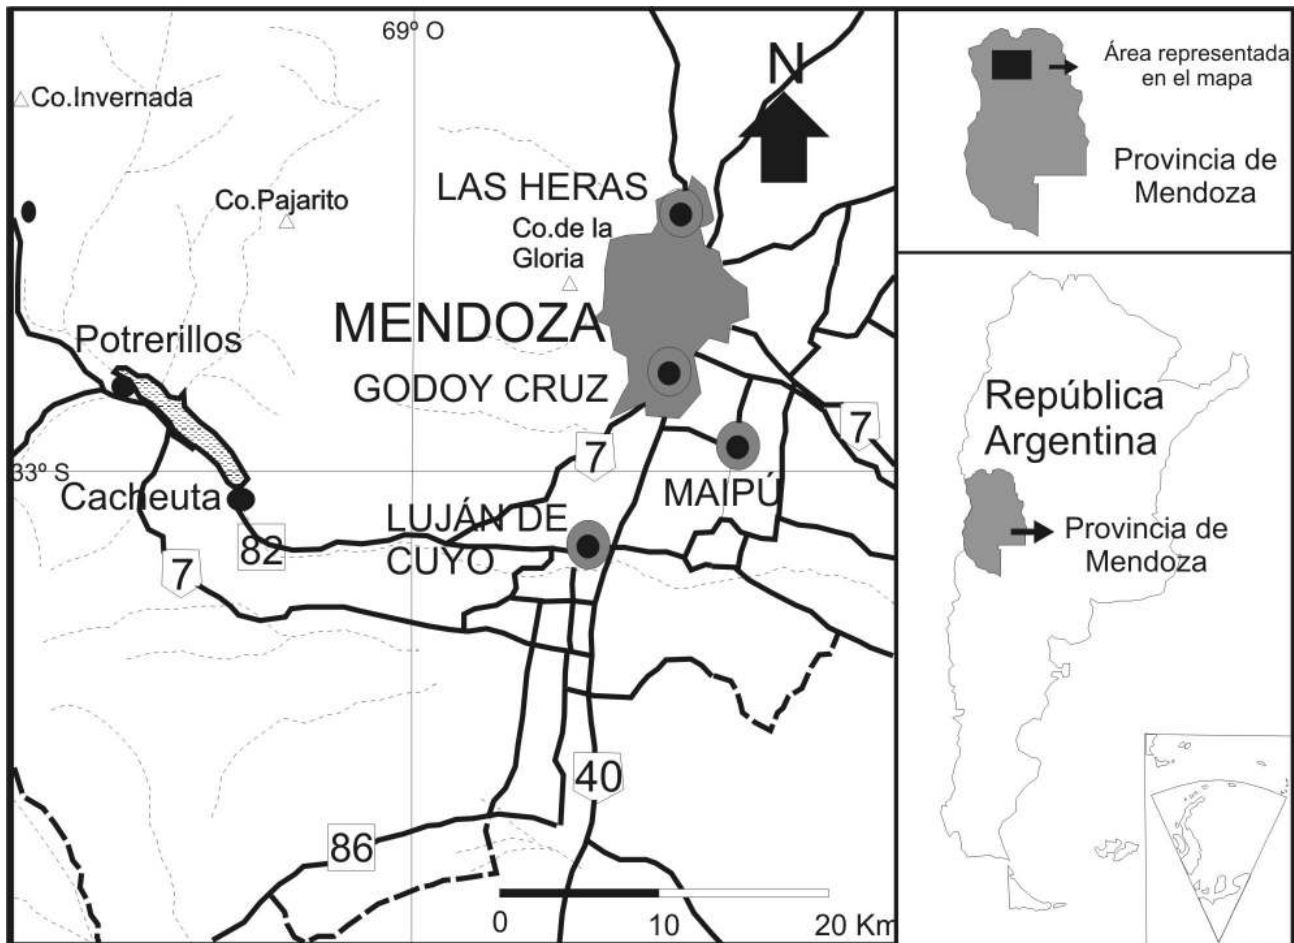 69º O
N
Co.Invernada
LAS HERAS
Co.Pajarito
Co.de la
Gloria
MENDOZA
Potrerillos
GODOY CRUZ
7
7
33º S
Cacheuta
MAIPÚ
LUJÁN DE
CUYO
82
7
40
86
0
10
20 Km
Área representada
en el mapa
Provincia de
Mendoza
República
Argentina
Provincia de
Mendoza